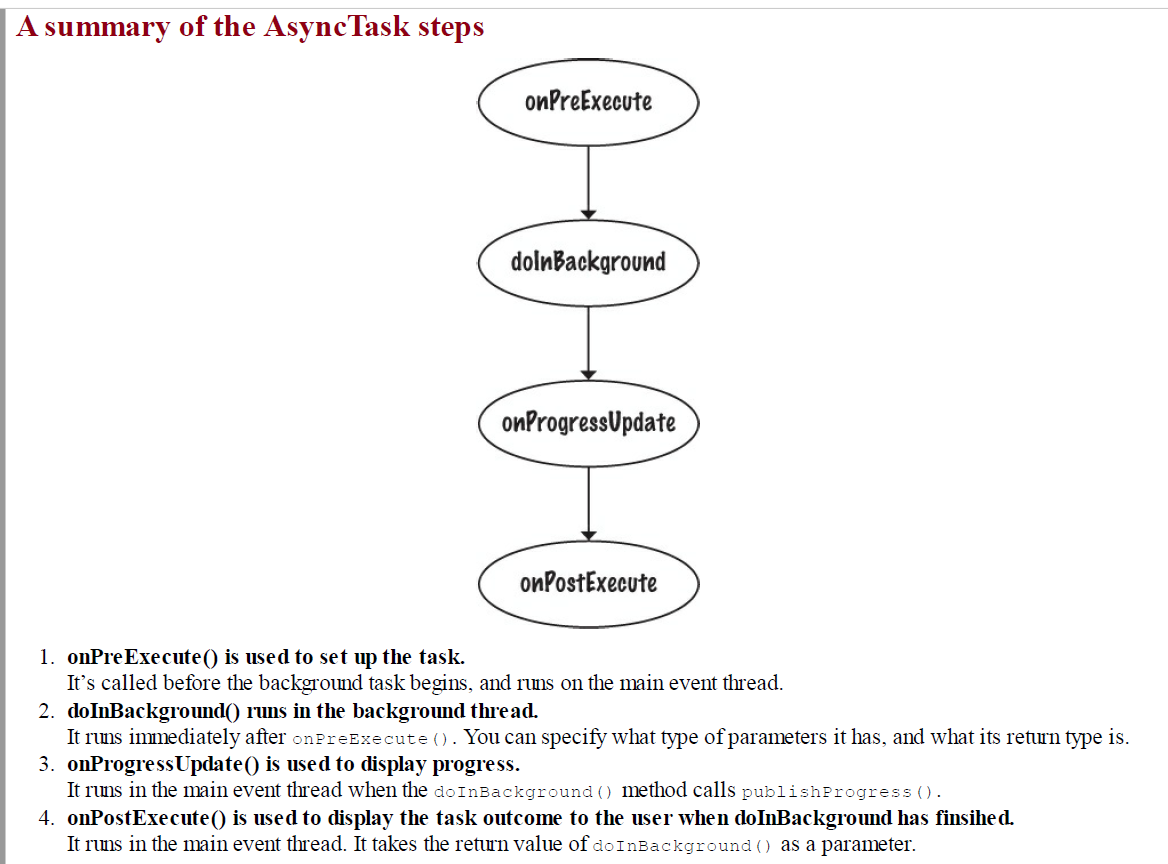 A summary of the AsyncTask steps
onPreExecute
doInBackground
onProgressUpdate
onPostExecute
1. onPreExecute() is used to set up the task.
It’s called before the background task begins, and runs on the main event thread.
2. doInBackground() runs in the background thread.
It runs immediately after onPreExecute(). You can specify what type of parameters it has, and what its return type is.
3. onProgressUpdate() is used to display progress.
It runs in the main event thread when the doInBackground() method calls publishProgress().
4. onPostExecute() is used to display the task outcome to the user when doInBackground has finsihed.
It runs in the main event thread. It takes the return value of doInBackground() as a parameter.